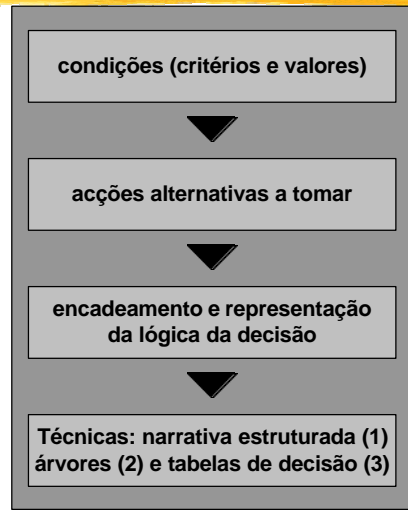 condições (critérios e valores)
acções alternativas a tomar
encadeamento e representação
da lógica da decisão
Técnicas: narrativa estruturada (1)
árvores (2) e tabelas de decisão (3)